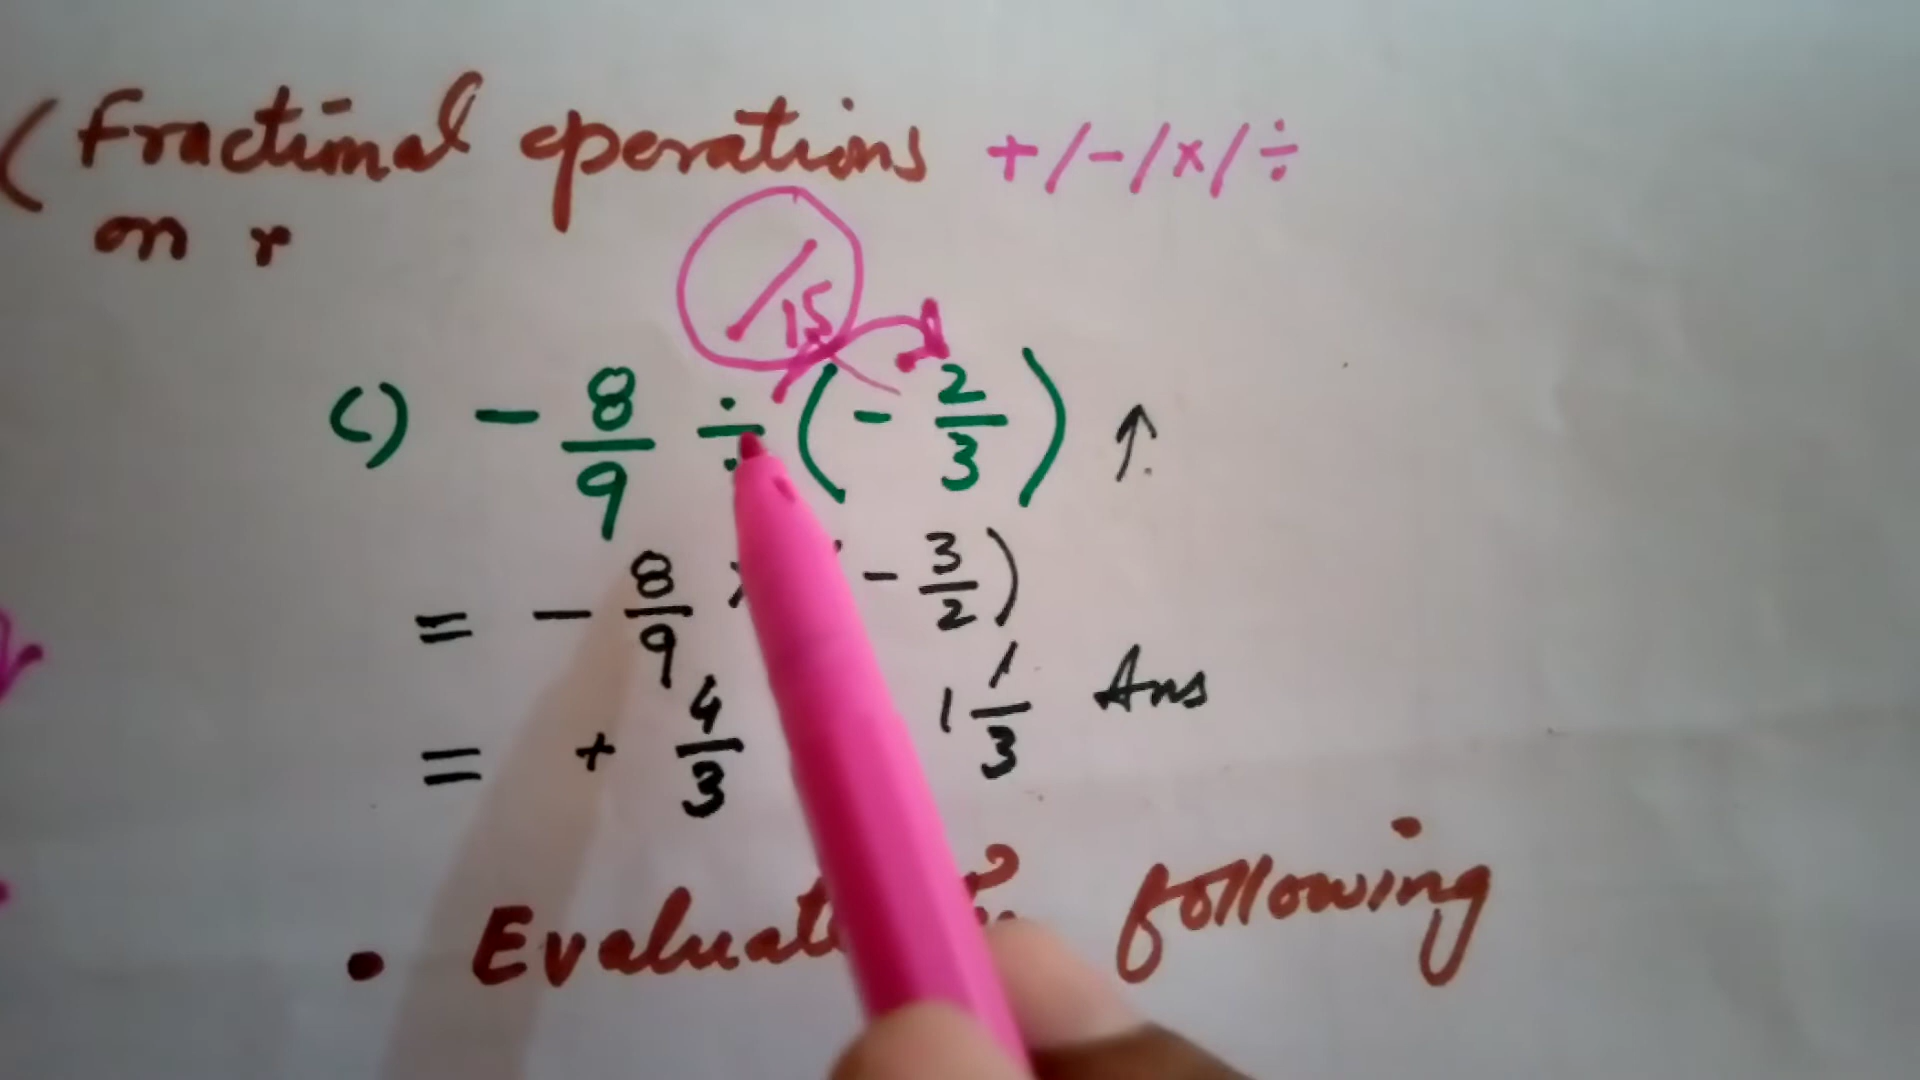 (Fractional operations +/-/×/÷
on r
/15
c) - 8/9 ÷ (- 2/3) ↑
= - 8/9 × - 3/2)
= + 4/3 1 1/3 Ans
• Evaluate following